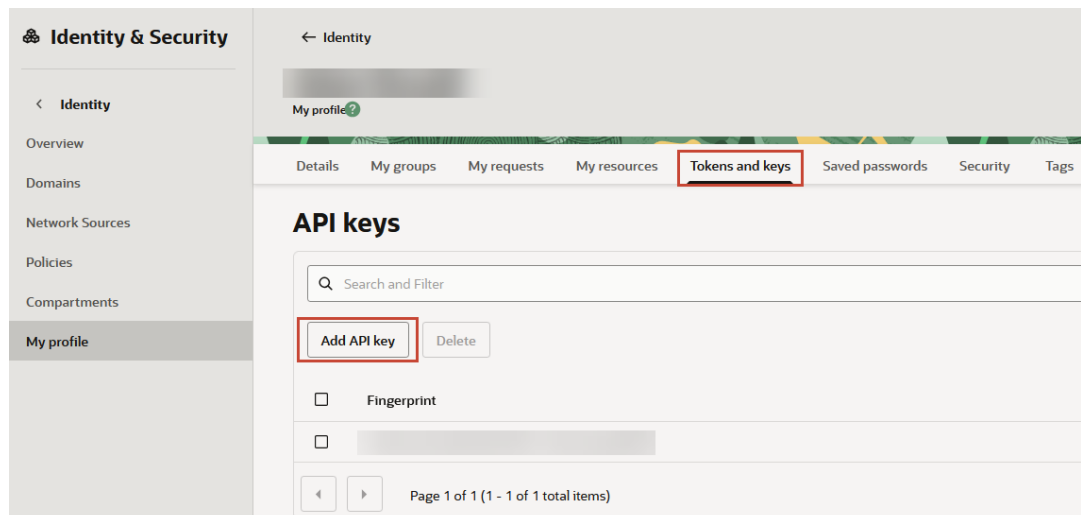 Identity & Security
← Identity
< Identity
My profile?
Overview
Domains
Network Sources
Policies
Compartments
My profile
Details My groups My requests My resources Tokens and keys Saved passwords Security Tags
API keys
Search and Filter
Add API key Delete
Fingerprint
Page 1 of 1 (1 - 1 of 1 total items)